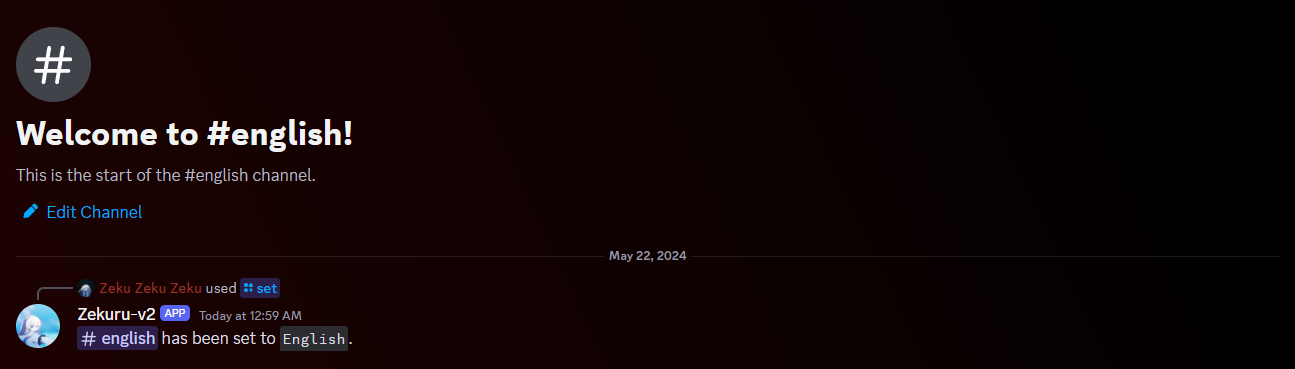 #
Welcome to #english!
This is the start of the #english channel.
Edit Channel
May 22, 2024
Zeku Zeku Zeku used set
Zekuru-v2 APP Today at 12:59 AM
# english has been set to English.